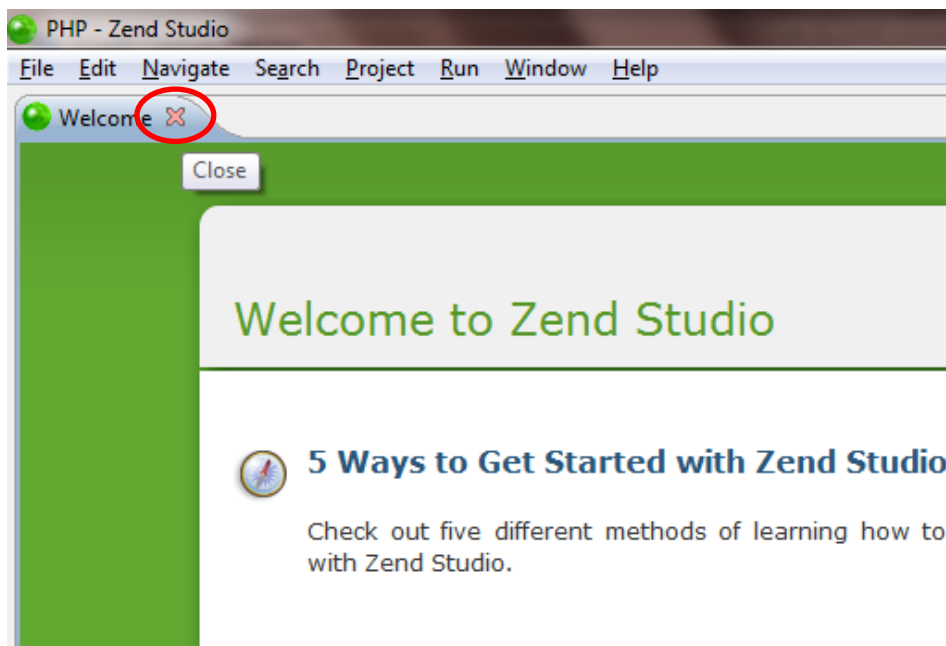 PHP - Zend Studio
File Edit Navigate Search Project Run Window Help
Welcome
Close
Welcome to Zend Studio
5 Ways to Get Started with Zend Studio
Check out five different methods of learning how to
with Zend Studio.